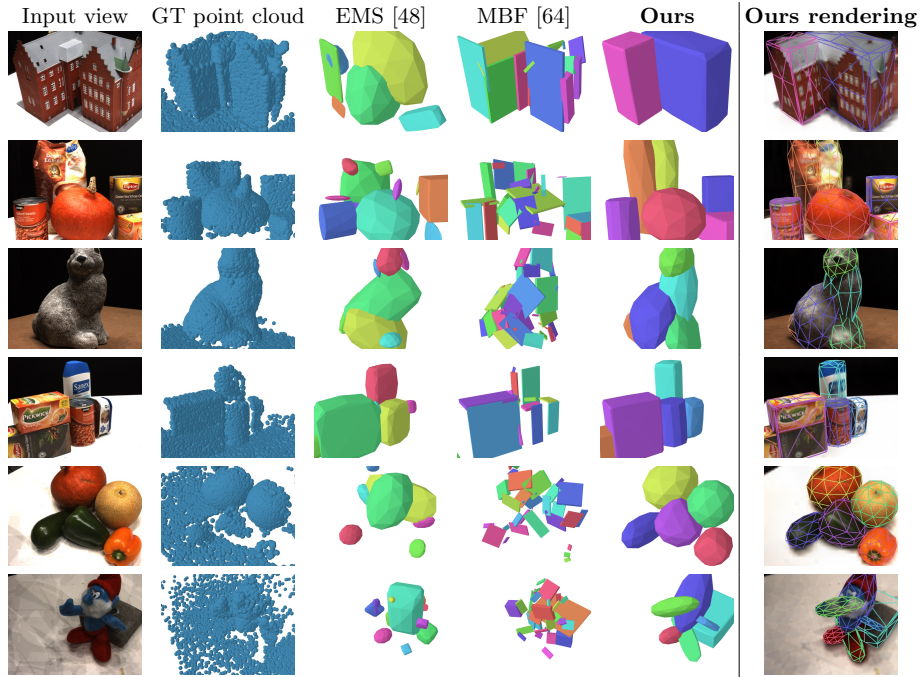 Input view GT point cloud EMS [48] MBF [64] Ours Ours rendering
Lipton
Sanex
PICKWICK